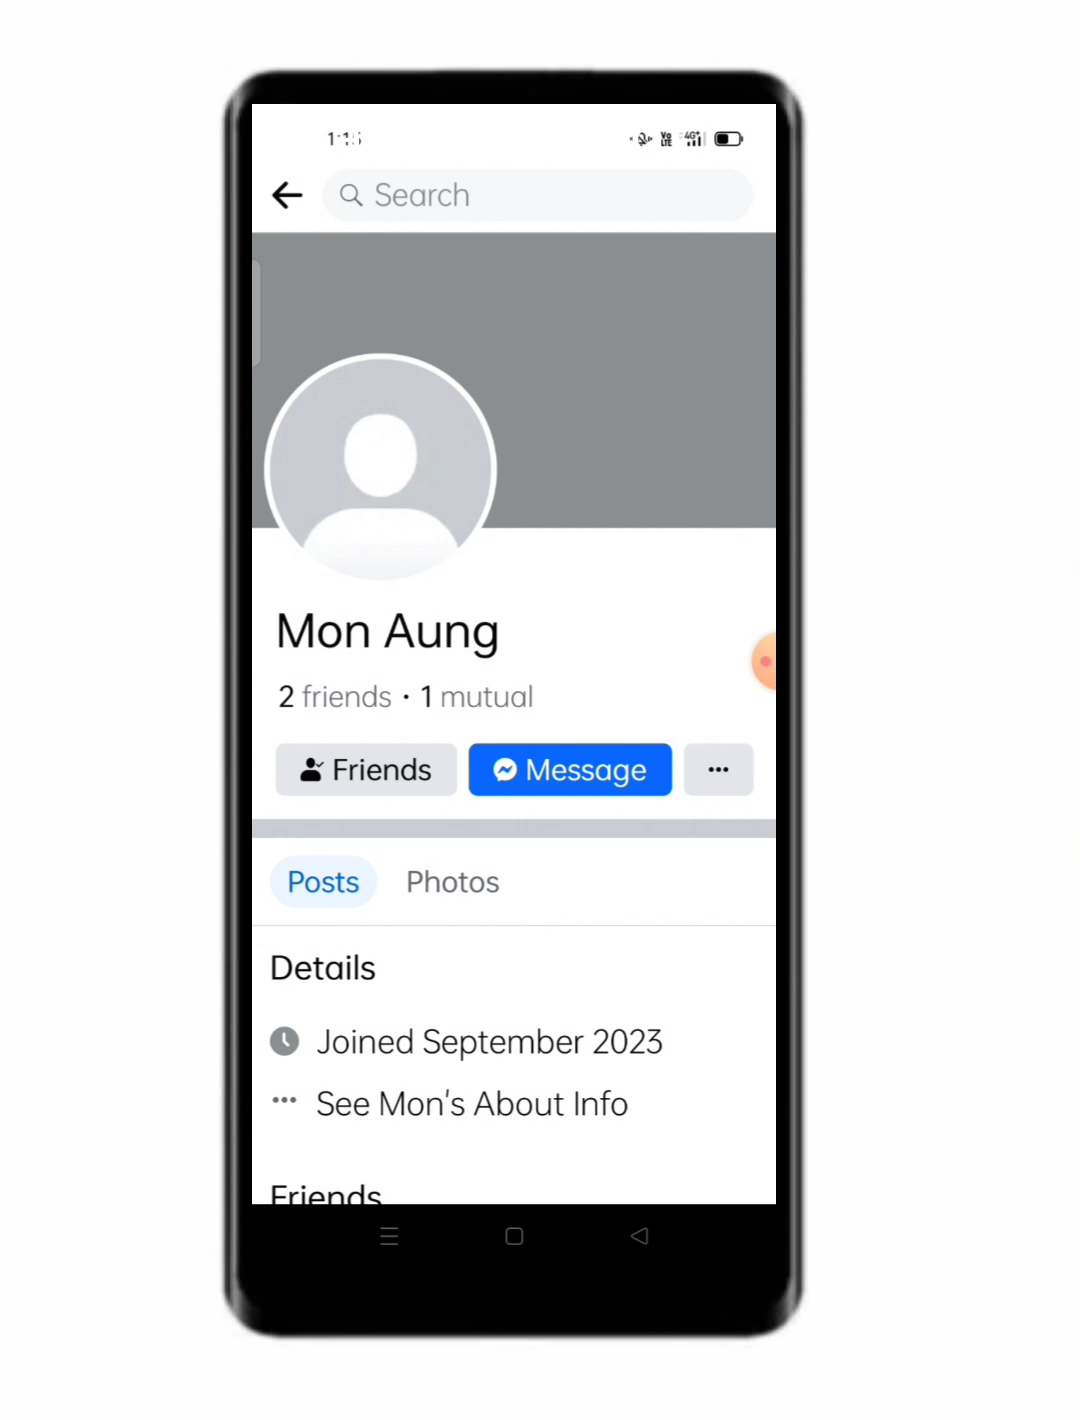 Search
Mon Aung
2 friends · 1 mutual
Friends
Message
Posts Photos
Details
Joined September 2023
See Mon's About Info
Friends